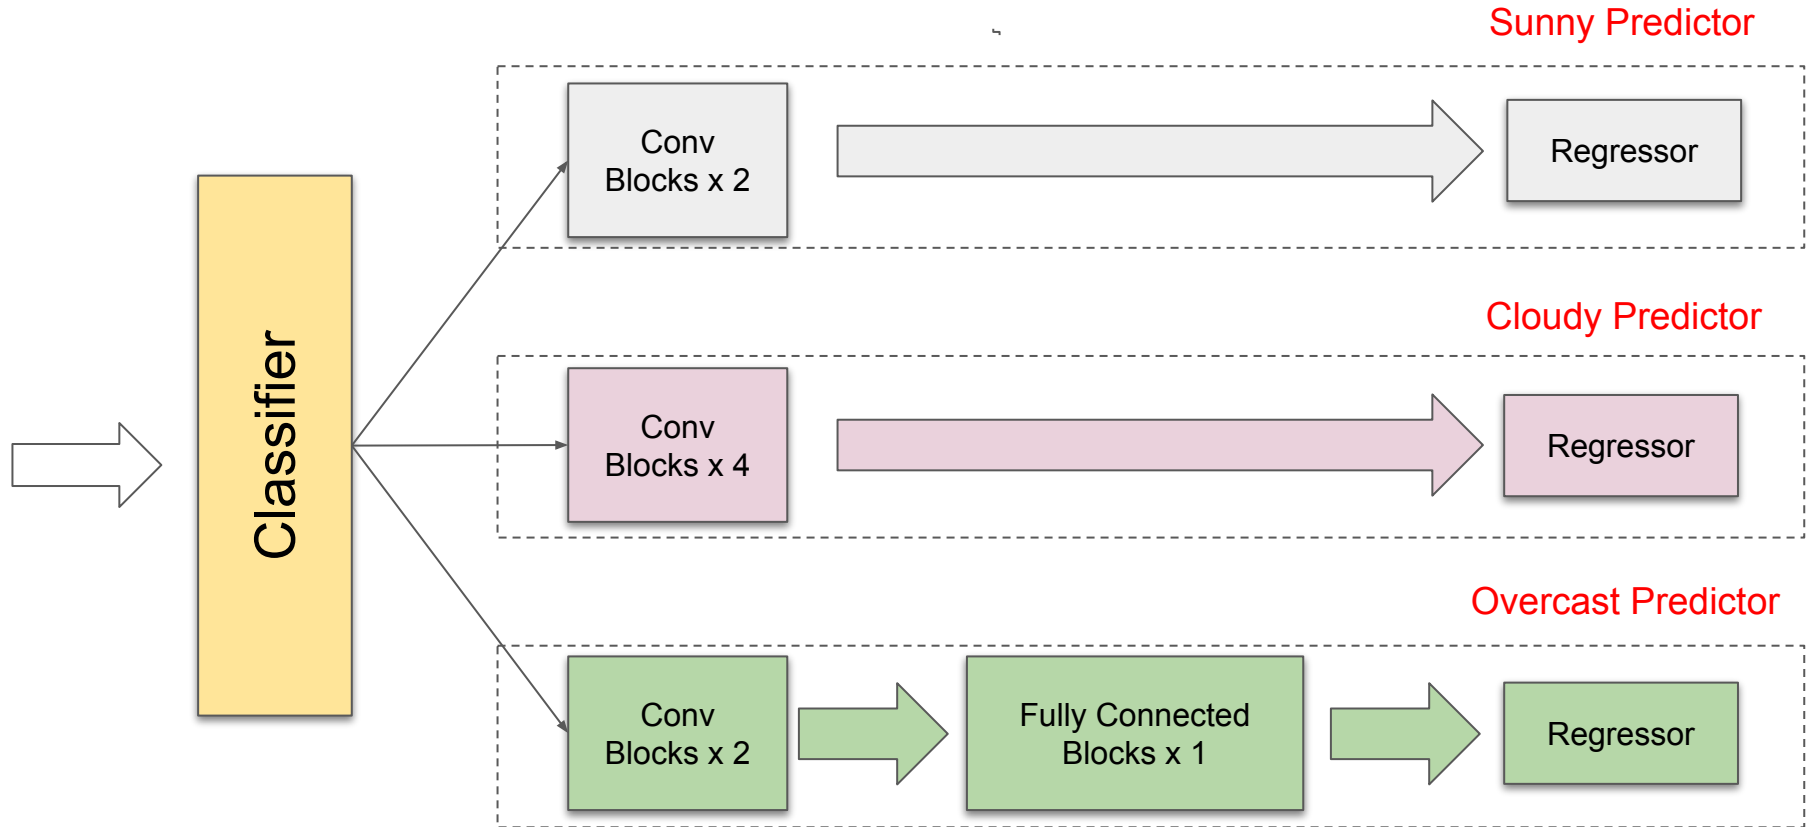 Sunny Predictor
Conv
Blocks x 2
Regressor
Classifier
Cloudy Predictor
Conv
Blocks x 4
Regressor
Overcast Predictor
Conv
Blocks x 2
Fully Connected
Blocks x 1
Regressor